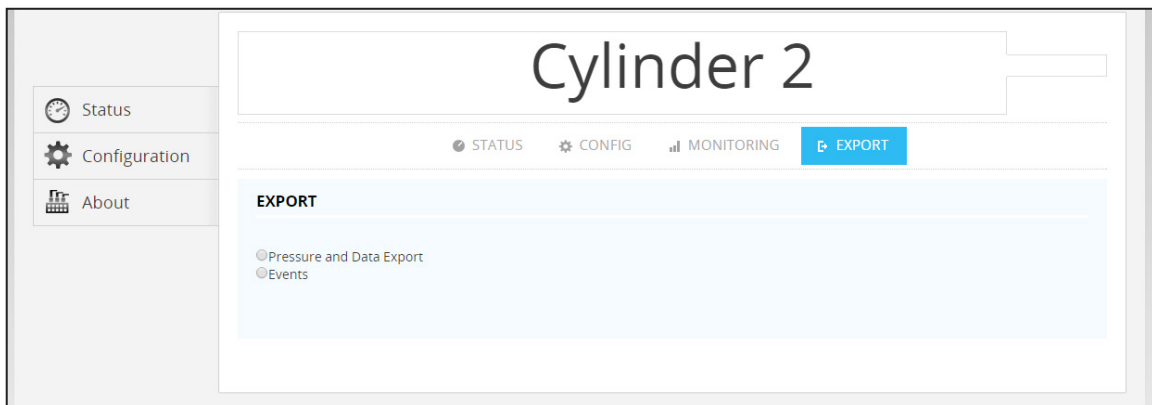 Cylinder 2
Status
Configuration
About
STATUS CONFIG MONITORING EXPORT
EXPORT
Pressure and Data Export
Events